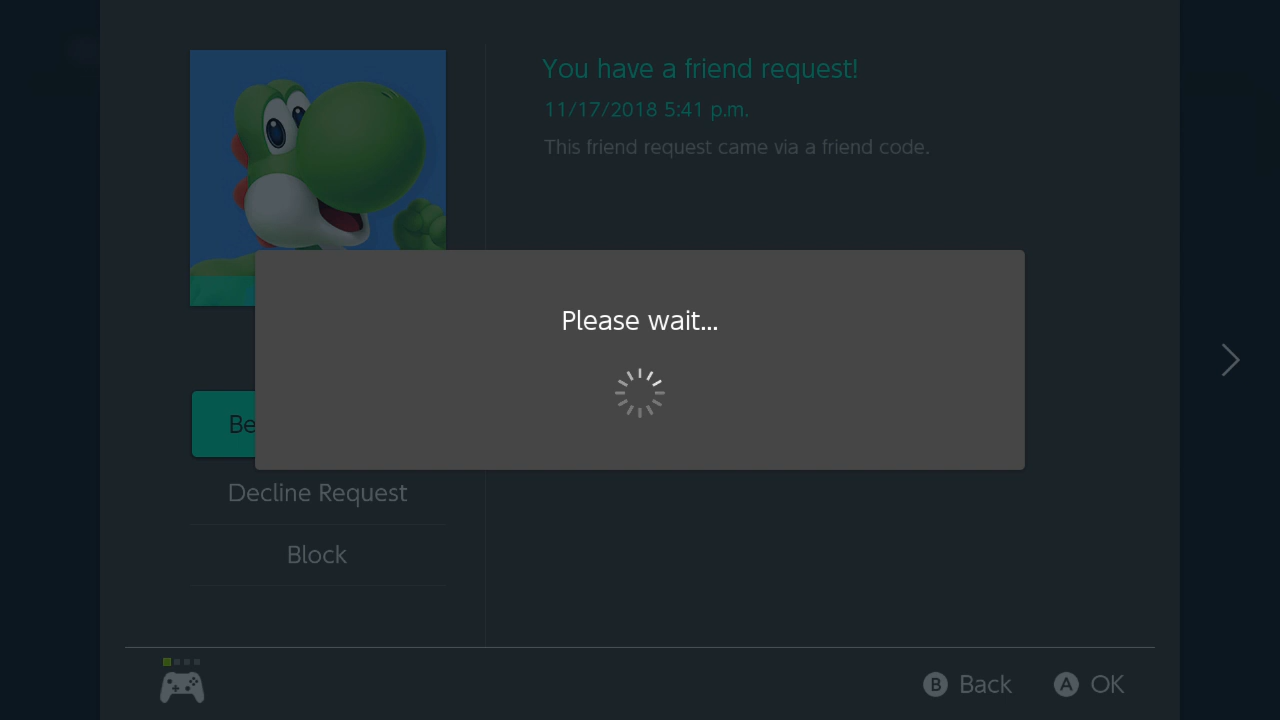 You have a friend request!
11/17/2018 5:41 p.m.
This friend request came via a friend code.
Please wait...
Be
Decline Request
Block
B Back
A OK